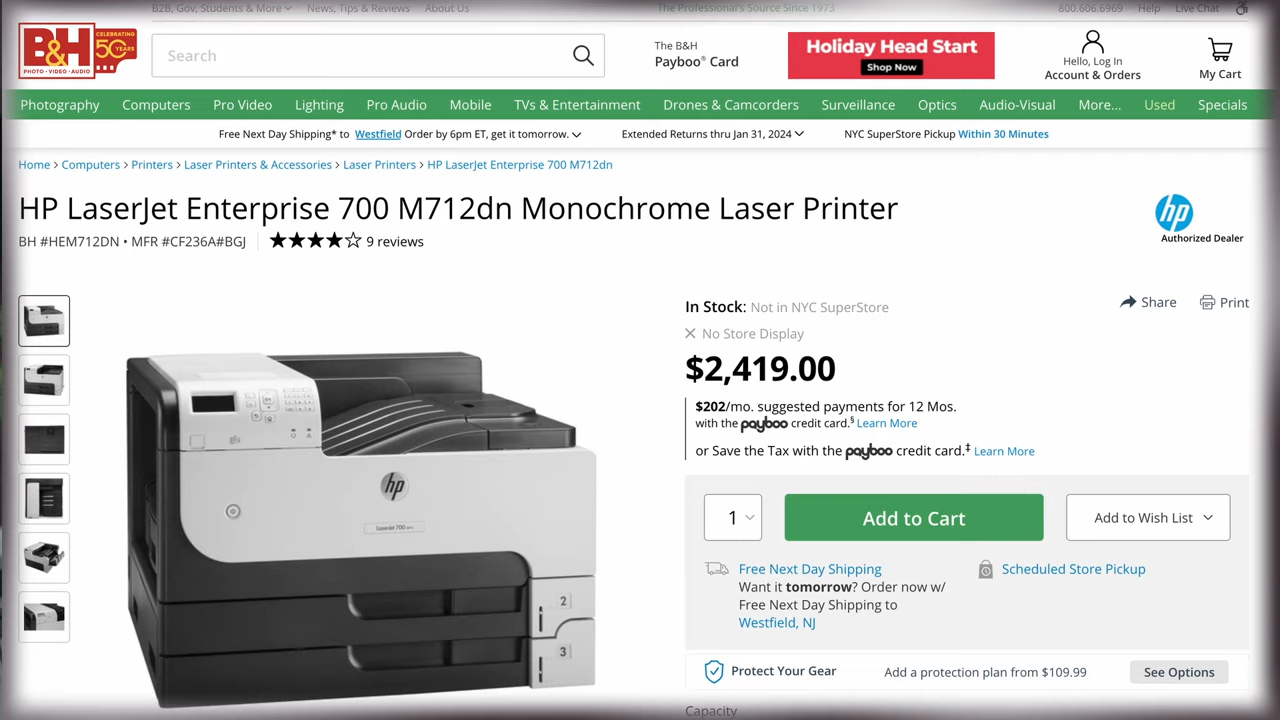 B2B, Gov, Students & More
News, Tips & Reviews
About Us
The Professional's Source Since 1973
800.606.6969
Help
Live Chat
B&H
PHOTO • VIDEO • AUDIO
CELEBRATING
50
YEARS
Search
The B&H
Payboo® Card
Holiday Head Start
Shop Now
Hello, Log In
Account & Orders
My Cart
Photography
Computers
Pro Video
Lighting
Pro Audio
Mobile
TVs & Entertainment
Drones & Camcorders
Surveillance
Optics
Audio-Visual
More...
Used
Specials
Free Next Day Shipping* to Westfield Order by 6pm ET, get it tomorrow.
Extended Returns thru Jan 31, 2024
NYC SuperStore Pickup Within 30 Minutes
Home > Computers > Printers > Laser Printers & Accessories > Laser Printers > HP LaserJet Enterprise 700 M712dn
HP LaserJet Enterprise 700 M712dn Monochrome Laser Printer
hp
Authorized Dealer
BH #HEM712DN • MFR #CF236A#BGJ
9 reviews
In Stock: Not in NYC SuperStore
Share
Print
No Store Display
$2,419.00
$202/mo. suggested payments for 12 Mos.
with the payboo credit card.§ Learn More
or Save the Tax with the payboo credit card.‡ Learn More
hp
LaserJet 700
2
3
1
Add to Cart
Add to Wish List
Free Next Day Shipping
Want it tomorrow? Order now w/
Free Next Day Shipping to
Westfield, NJ
Scheduled Store Pickup
Protect Your Gear
Add a protection plan from $109.99
See Options
Capacity